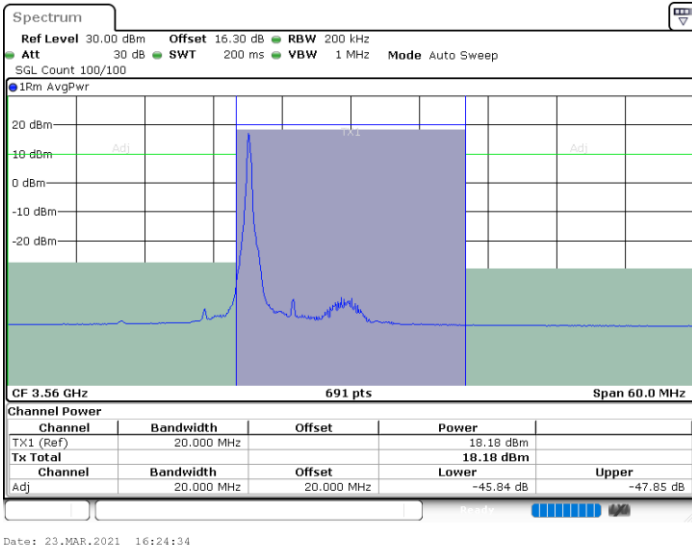 Spectrum
Ref Level 30.00 dBm Offset 16.30 dB RBW 200 kHz
Att 30 dB SWT 200 ms VBW 1 MHz Mode Auto Sweep
SGL Count 100/100
1Rm AvgPwr
20 dBm
TX1
10 dBm
Adj
Adj
0 dBm
-10 dBm
-20 dBm
CF 3.56 GHz 691 pts Span 60.0 MHz
Channel Power
Channel Bandwidth Offset Power
TX1 (Ref) 20.000 MHz 18.18 dBm
Tx Total 18.18 dBm
Channel Bandwidth Offset Lower Upper
Adj 20.000 MHz 20.000 MHz -45.84 dB -47.85 dB
Ready
Date: 23.MAR.2021 16:24:34